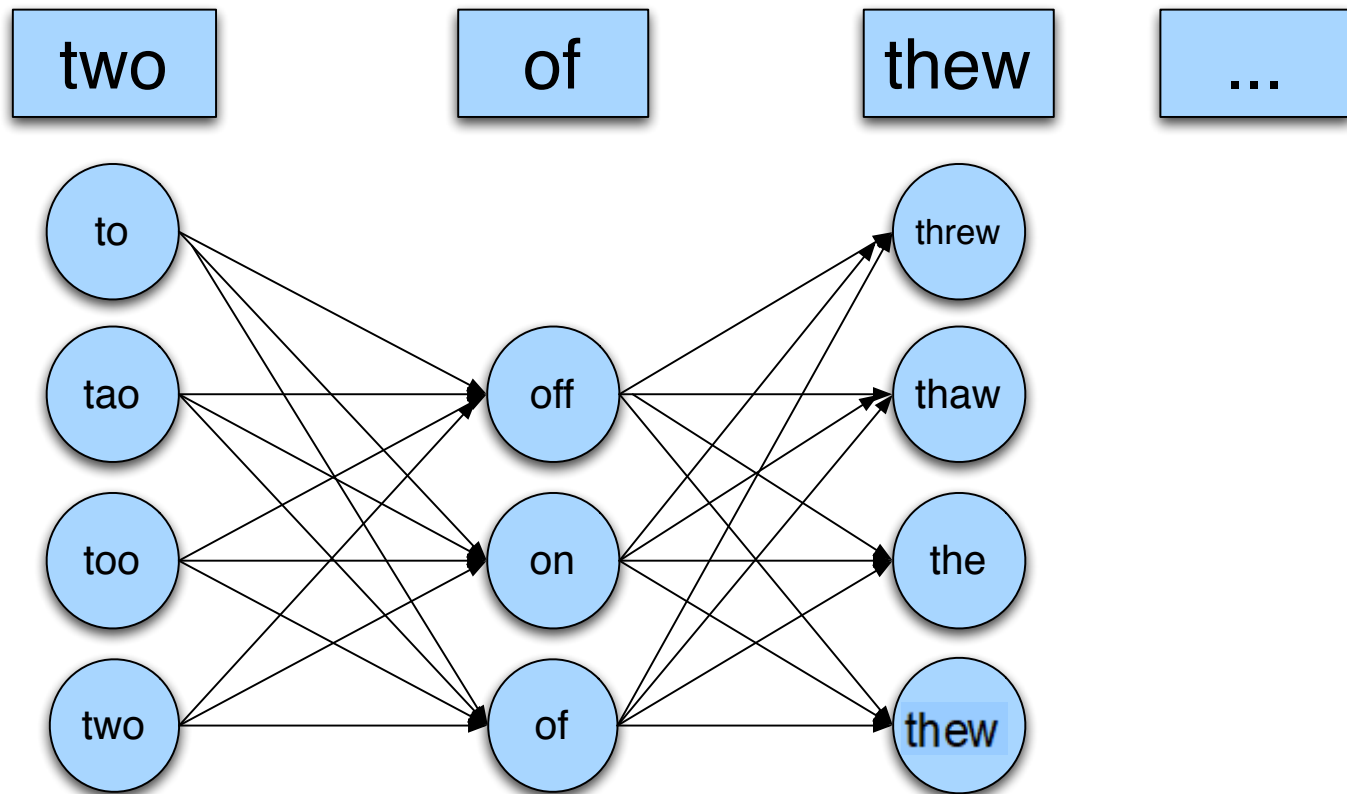 two of thew ...
to threw
tao off thaw
too on the
two of thew